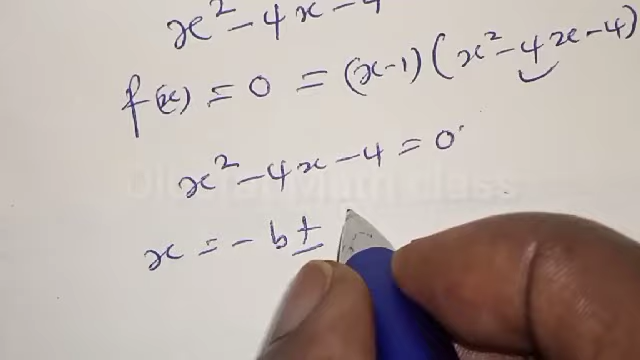 x² - 4x - 4
f(x) = 0 = (x-1)(x² - 4x - 4)
x² - 4x - 4 = 0
x = - b ±